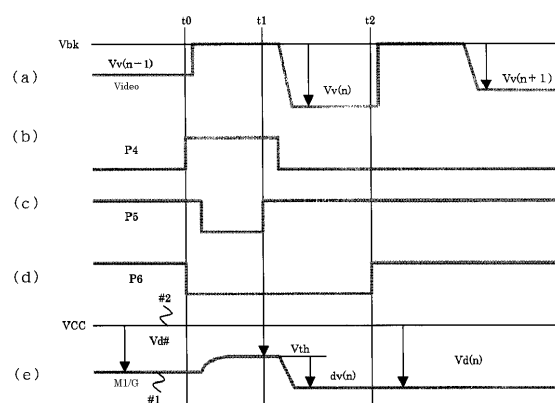 t0 t1 t2
Vbk
(a) Vv(n−1) Vv(n) Vv(n+1)
Video
(b) P4
(c) P5
(d) P6
#2
VCC
Vd# Vth Vd(n)
(e) M1/G dv(n)
#1